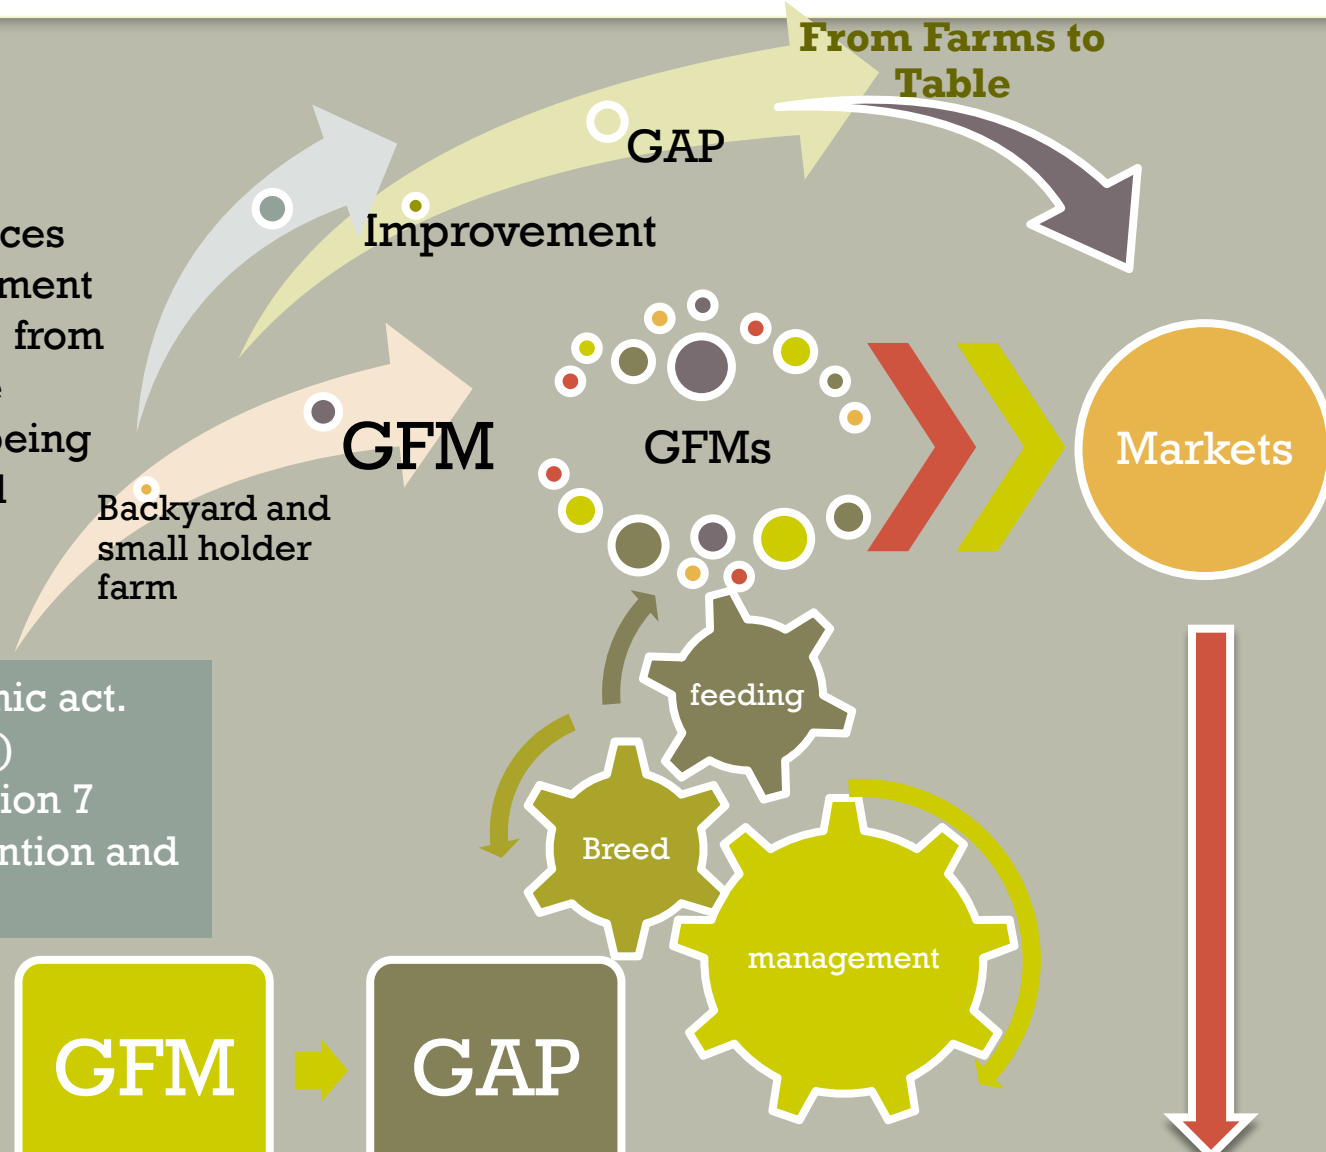 From Farms to
Table
GAP
Improvement
ces
ment
from
being
GFM
GFMs
Markets
Backyard and
small holder
farm
nic act.
)
ion 7
ntion and
feeding
Breed
management
GFM
GAP